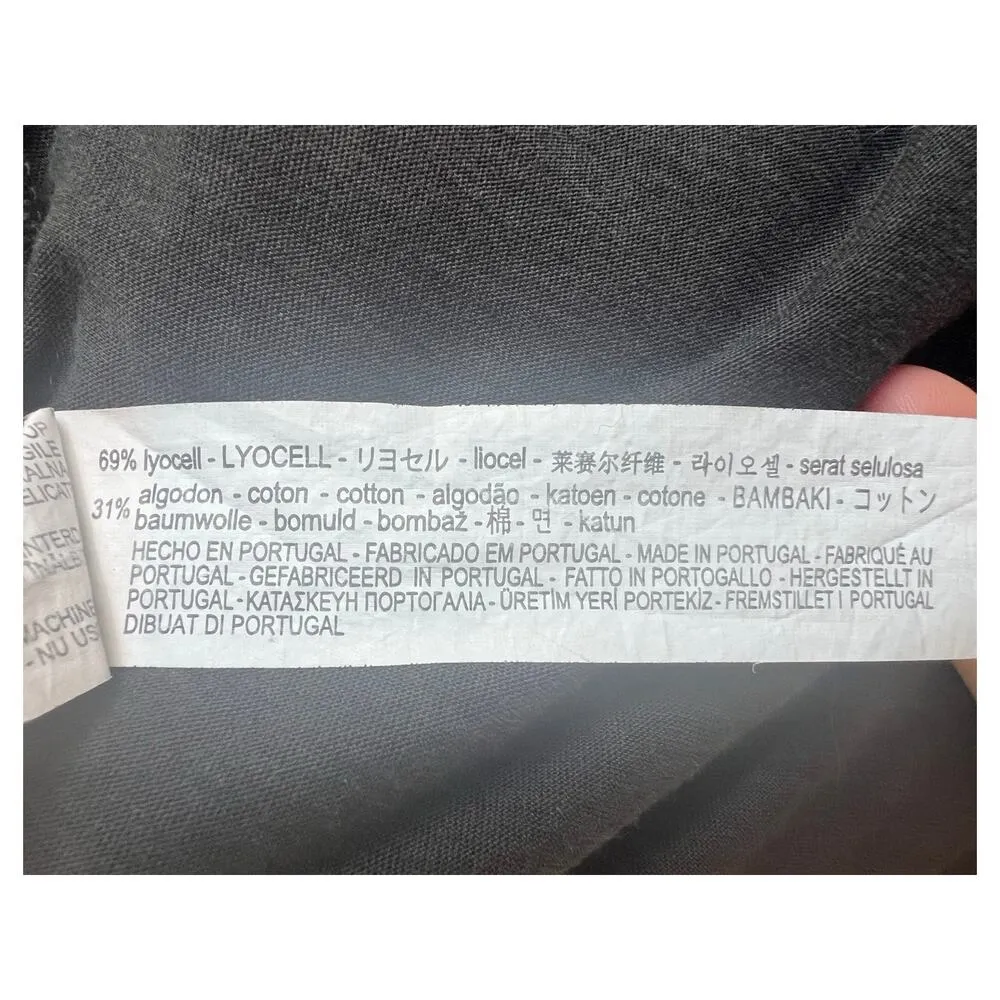 69% lyocell - LYOCELL - リヨセル - liocel - 莱赛尔纤维 - 라이오셀 - serat selulosa
31% algodon - coton - cotton - algodão - katoen - cotone - BAMBAKI - コットン
baumwolle - bomuld - bombaž - 棉 - 면 - katun
HECHO EN PORTUGAL - FABRICADO EM PORTUGAL - MADE IN PORTUGAL - FABRIQUÉ AU
PORTUGAL - GEFABRICEERD IN PORTUGAL - FATTO IN PORTOGALLO - HERGESTELLT IN
PORTUGAL - ΚΑΤΑΣΚΕΥΗ ΠΟΡΤΟΓΑΛΙΑ - ÜRETİM YERİ PORTEKİZ - FREMSTILLET I PORTUGAL
DIBUAT DI PORTUGAL
- NU